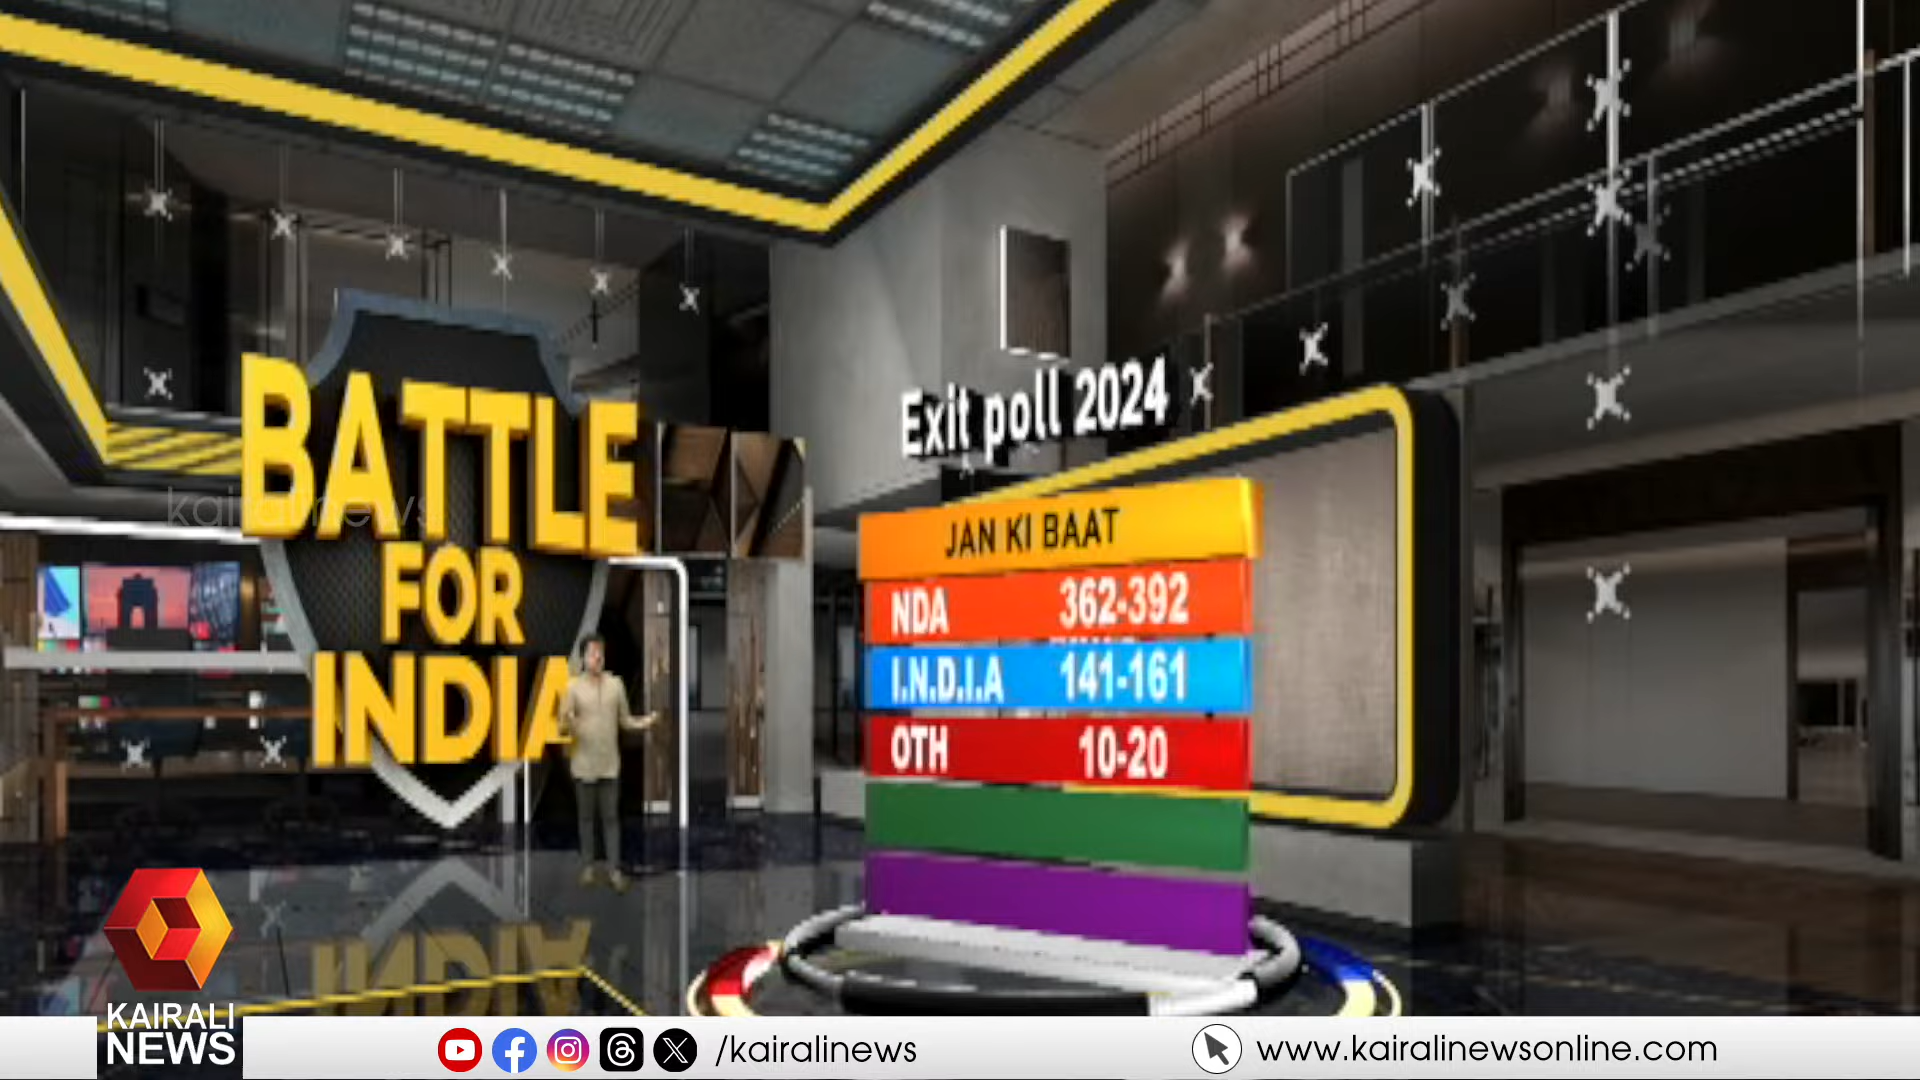 BATTLE
FOR
INDIA
kairalinews
Exit poll 2024
JAN KI BAAT
NDA 362-392
I.N.D.I.A 141-161
OTH 10-20
KAIRALI
NEWS
/kairalinews
www.kairalinewsonline.com